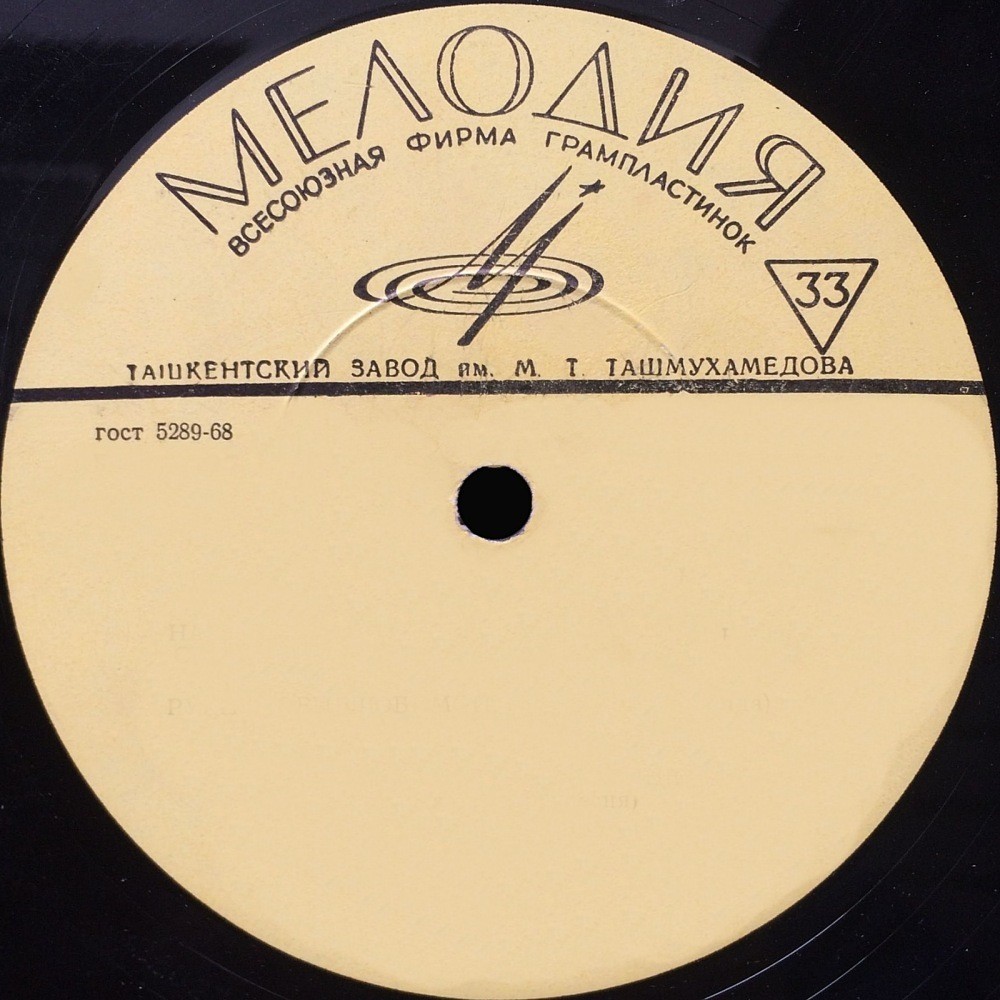 МЕЛОДИЯ
ВСЕСОЮЗНАЯ ФИРМА ГРАМПЛАСТИНОК
33
ТАШКЕНТСКИЙ ЗАВОД им. М. Т. ТАШМУХАМЕДОВА
гост 5289-68